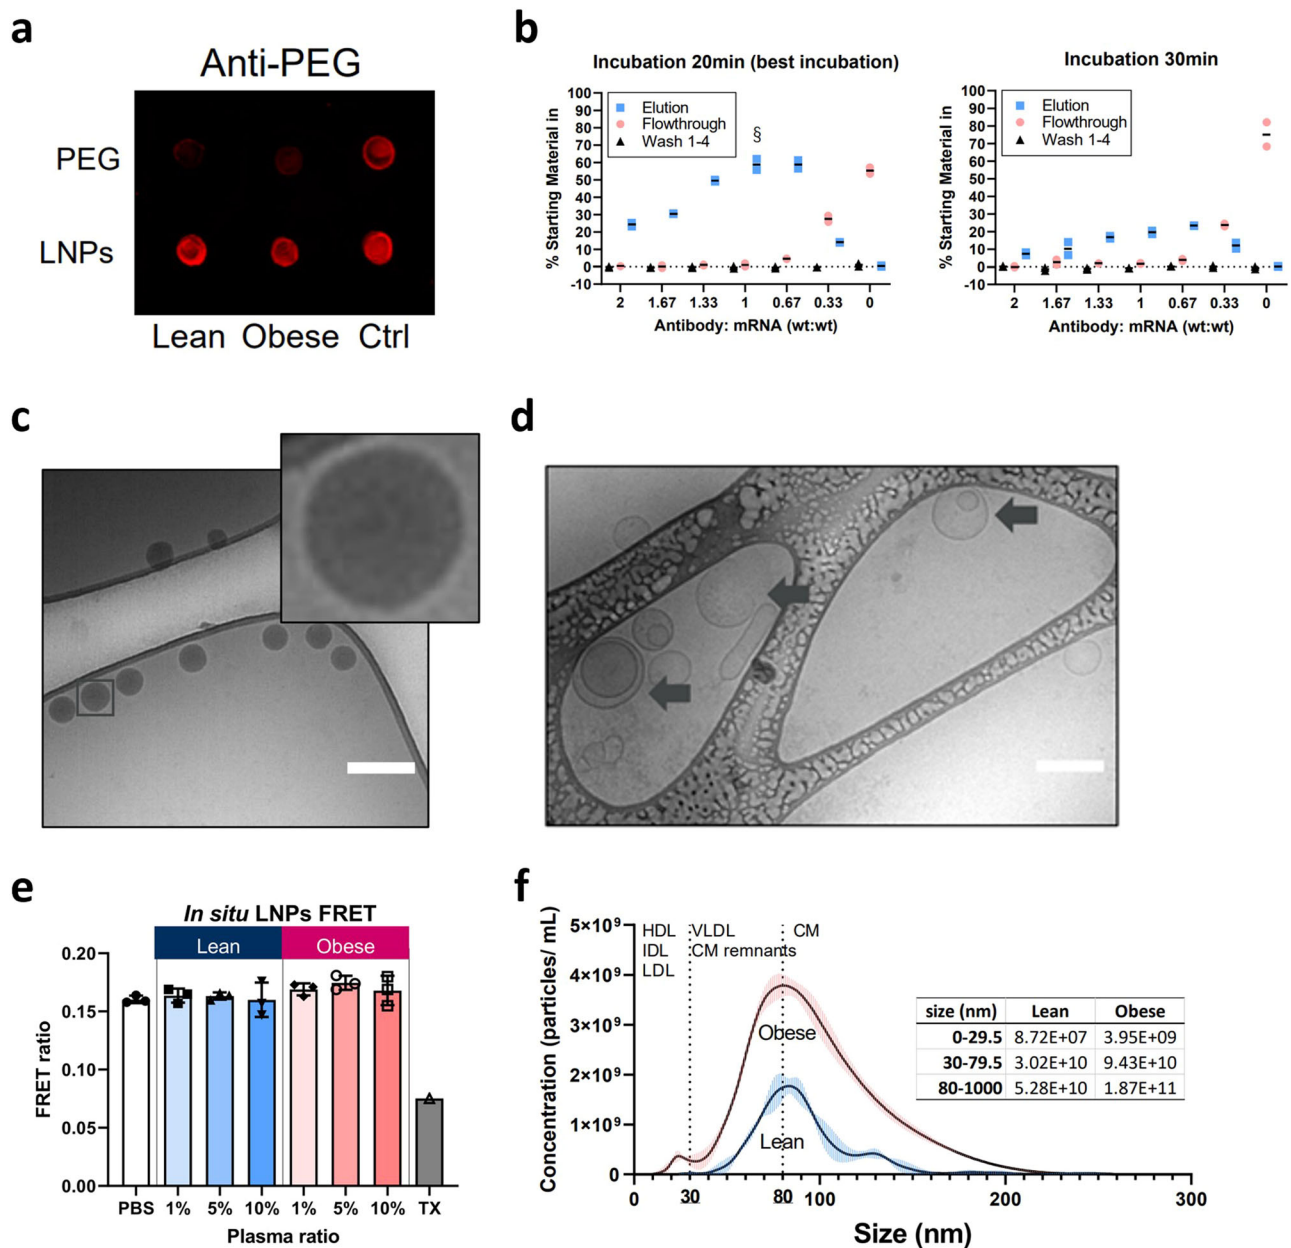 a
Anti-PEG
PEG
LNPs
Lean Obese Ctrl
b
Incubation 20min (best incubation)
% Starting Material in
100
90
80
70
60
50
40
30
20
10
0
-10
Elution
Flowthrough
Wash 1-4
§
2 1.67 1.33 1 0.67 0.33 0
Antibody: mRNA (wt:wt)
Incubation 30min
% Starting Material in
100
90
80
70
60
50
40
30
20
10
0
-10
Elution
Flowthrough
Wash 1-4
2 1.67 1.33 1 0.67 0.33 0
Antibody: mRNA (wt:wt)
c
d
e
In situ LNPs FRET
Lean Obese
FRET ratio
0.20
0.15
0.10
0.05
0.00
PBS 1% 5% 10% 1% 5% 10% TX
Plasma ratio
f
Concentration (particles/ mL)
5×10⁹
4×10⁹
3×10⁹
2×10⁹
1×10⁹
0
HDL VLDL CM
IDL CM remnants
LDL
Obese
Lean
size (nm) Lean Obese
0-29.5 8.72E+07 3.95E+09
30-79.5 3.02E+10 9.43E+10
80-1000 5.28E+10 1.87E+11
0 30 80 100 200 300
Size (nm)